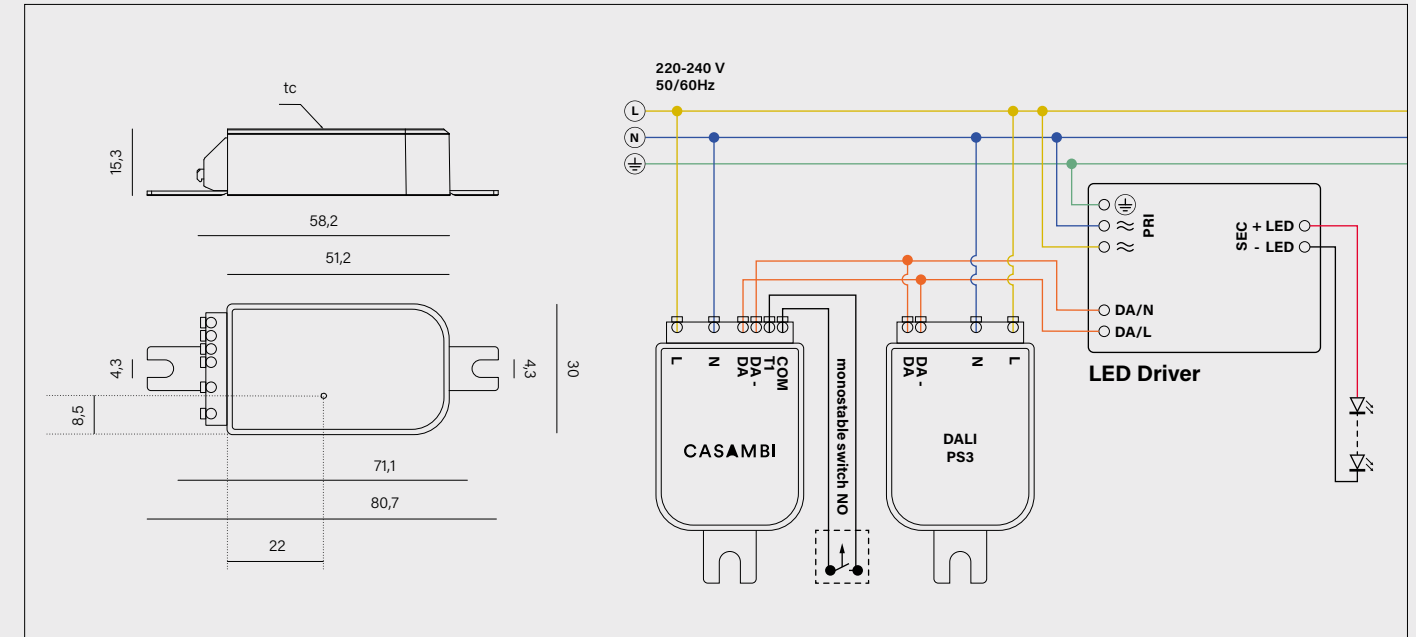 tc
15,3
58,2
51,2
4,3
4,3
30
8,5
71,1
80,7
22
220-240 V
50/60Hz
L
N
L
N
DA
DA -
T1
COM
CASAMBI
monostable switch NO
DA
DA -
N
L
DALI
PS3
PRI
SEC
+ LED
- LED
DA/N
DA/L
LED Driver